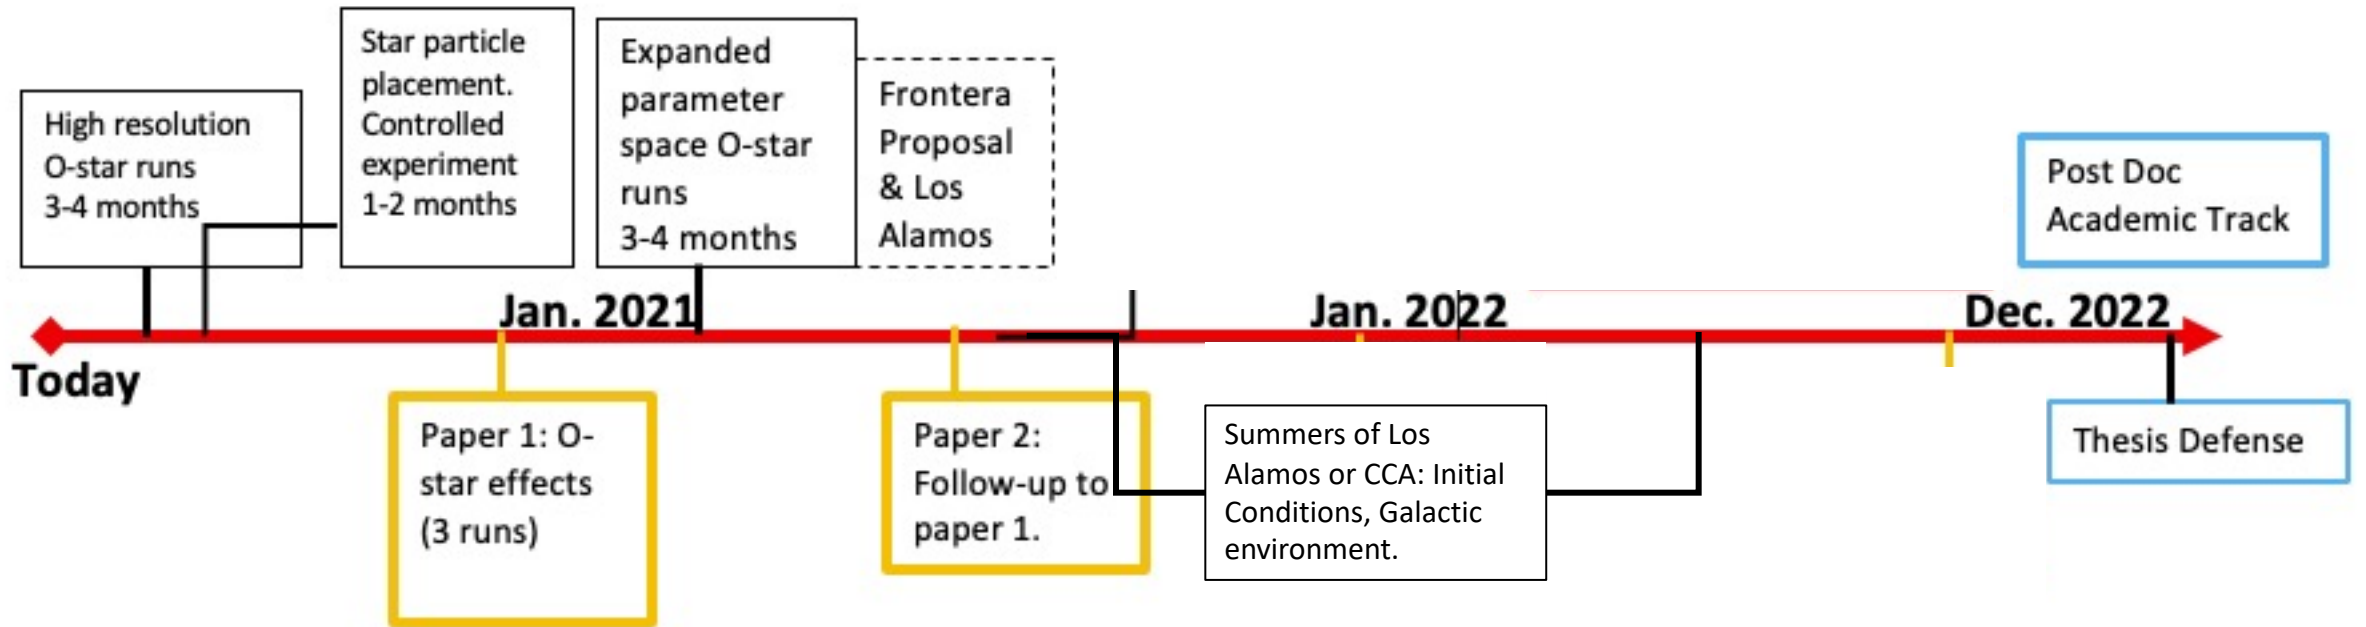 High resolution
O-star runs
3-4 months
Star particle
placement.
Controlled
experiment
1-2 months
Expanded
parameter
space O-star
runs
3-4 months
Frontera
Proposal
& Los
Alamos
Post Doc
Academic Track
Jan. 2021
Jan. 2022
Dec. 2022
Today
Paper 1: O-
star effects
(3 runs)
Paper 2:
Follow-up to
paper 1.
Summers of Los
Alamos or CCA: Initial
Conditions, Galactic
environment.
Thesis Defense